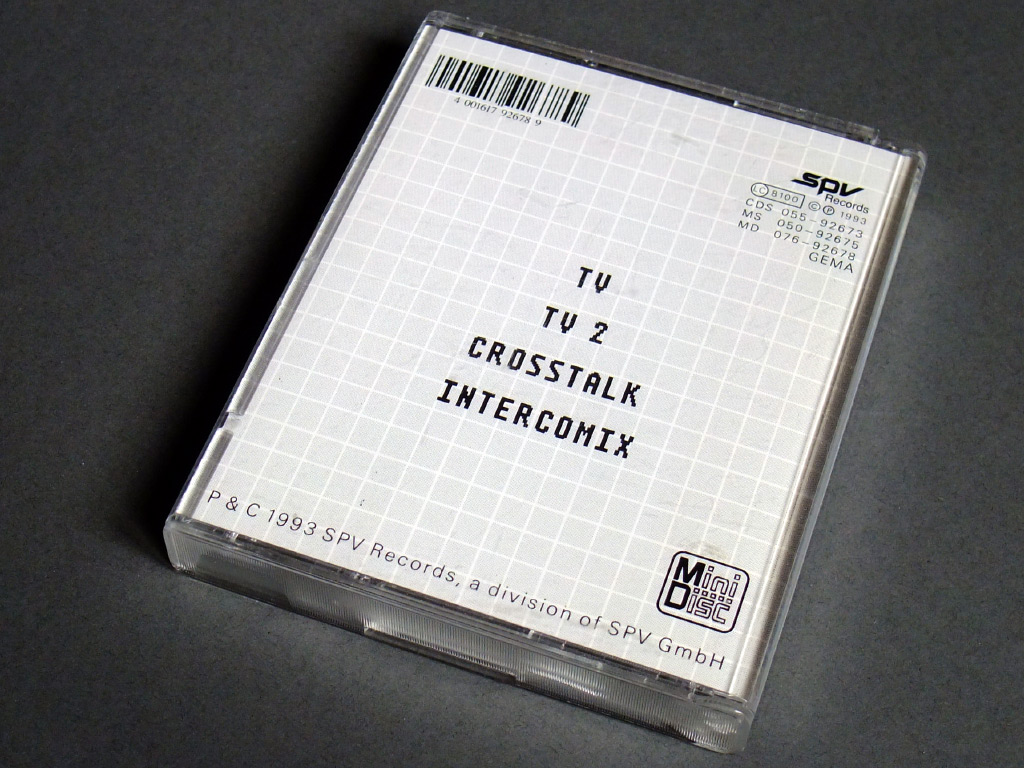 4 001617 92678 9
spv
Records
LC 8100 © ℗ 1993
CDS 055-92673
MS 050-92675
MD 076-92678
GEMA
TV
TV 2
CROSSTALK
INTERCOMIX
P & C 1993 SPV Records, a division of SPV GmbH
Mini
Disc